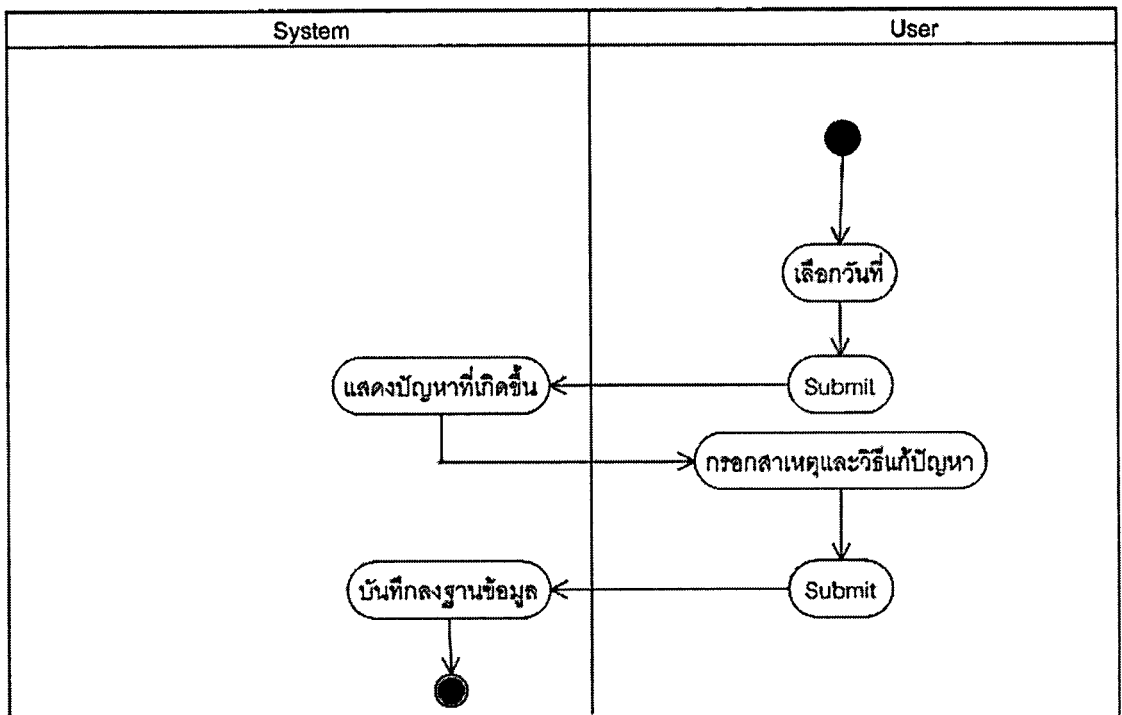 System
User
เลือกวันที่
แสดงปัญหาที่เกิดขึ้น
Submit
กรอกสาเหตุและวิธีแก้ปัญหา
บันทึกลงฐานข้อมูล
Submit